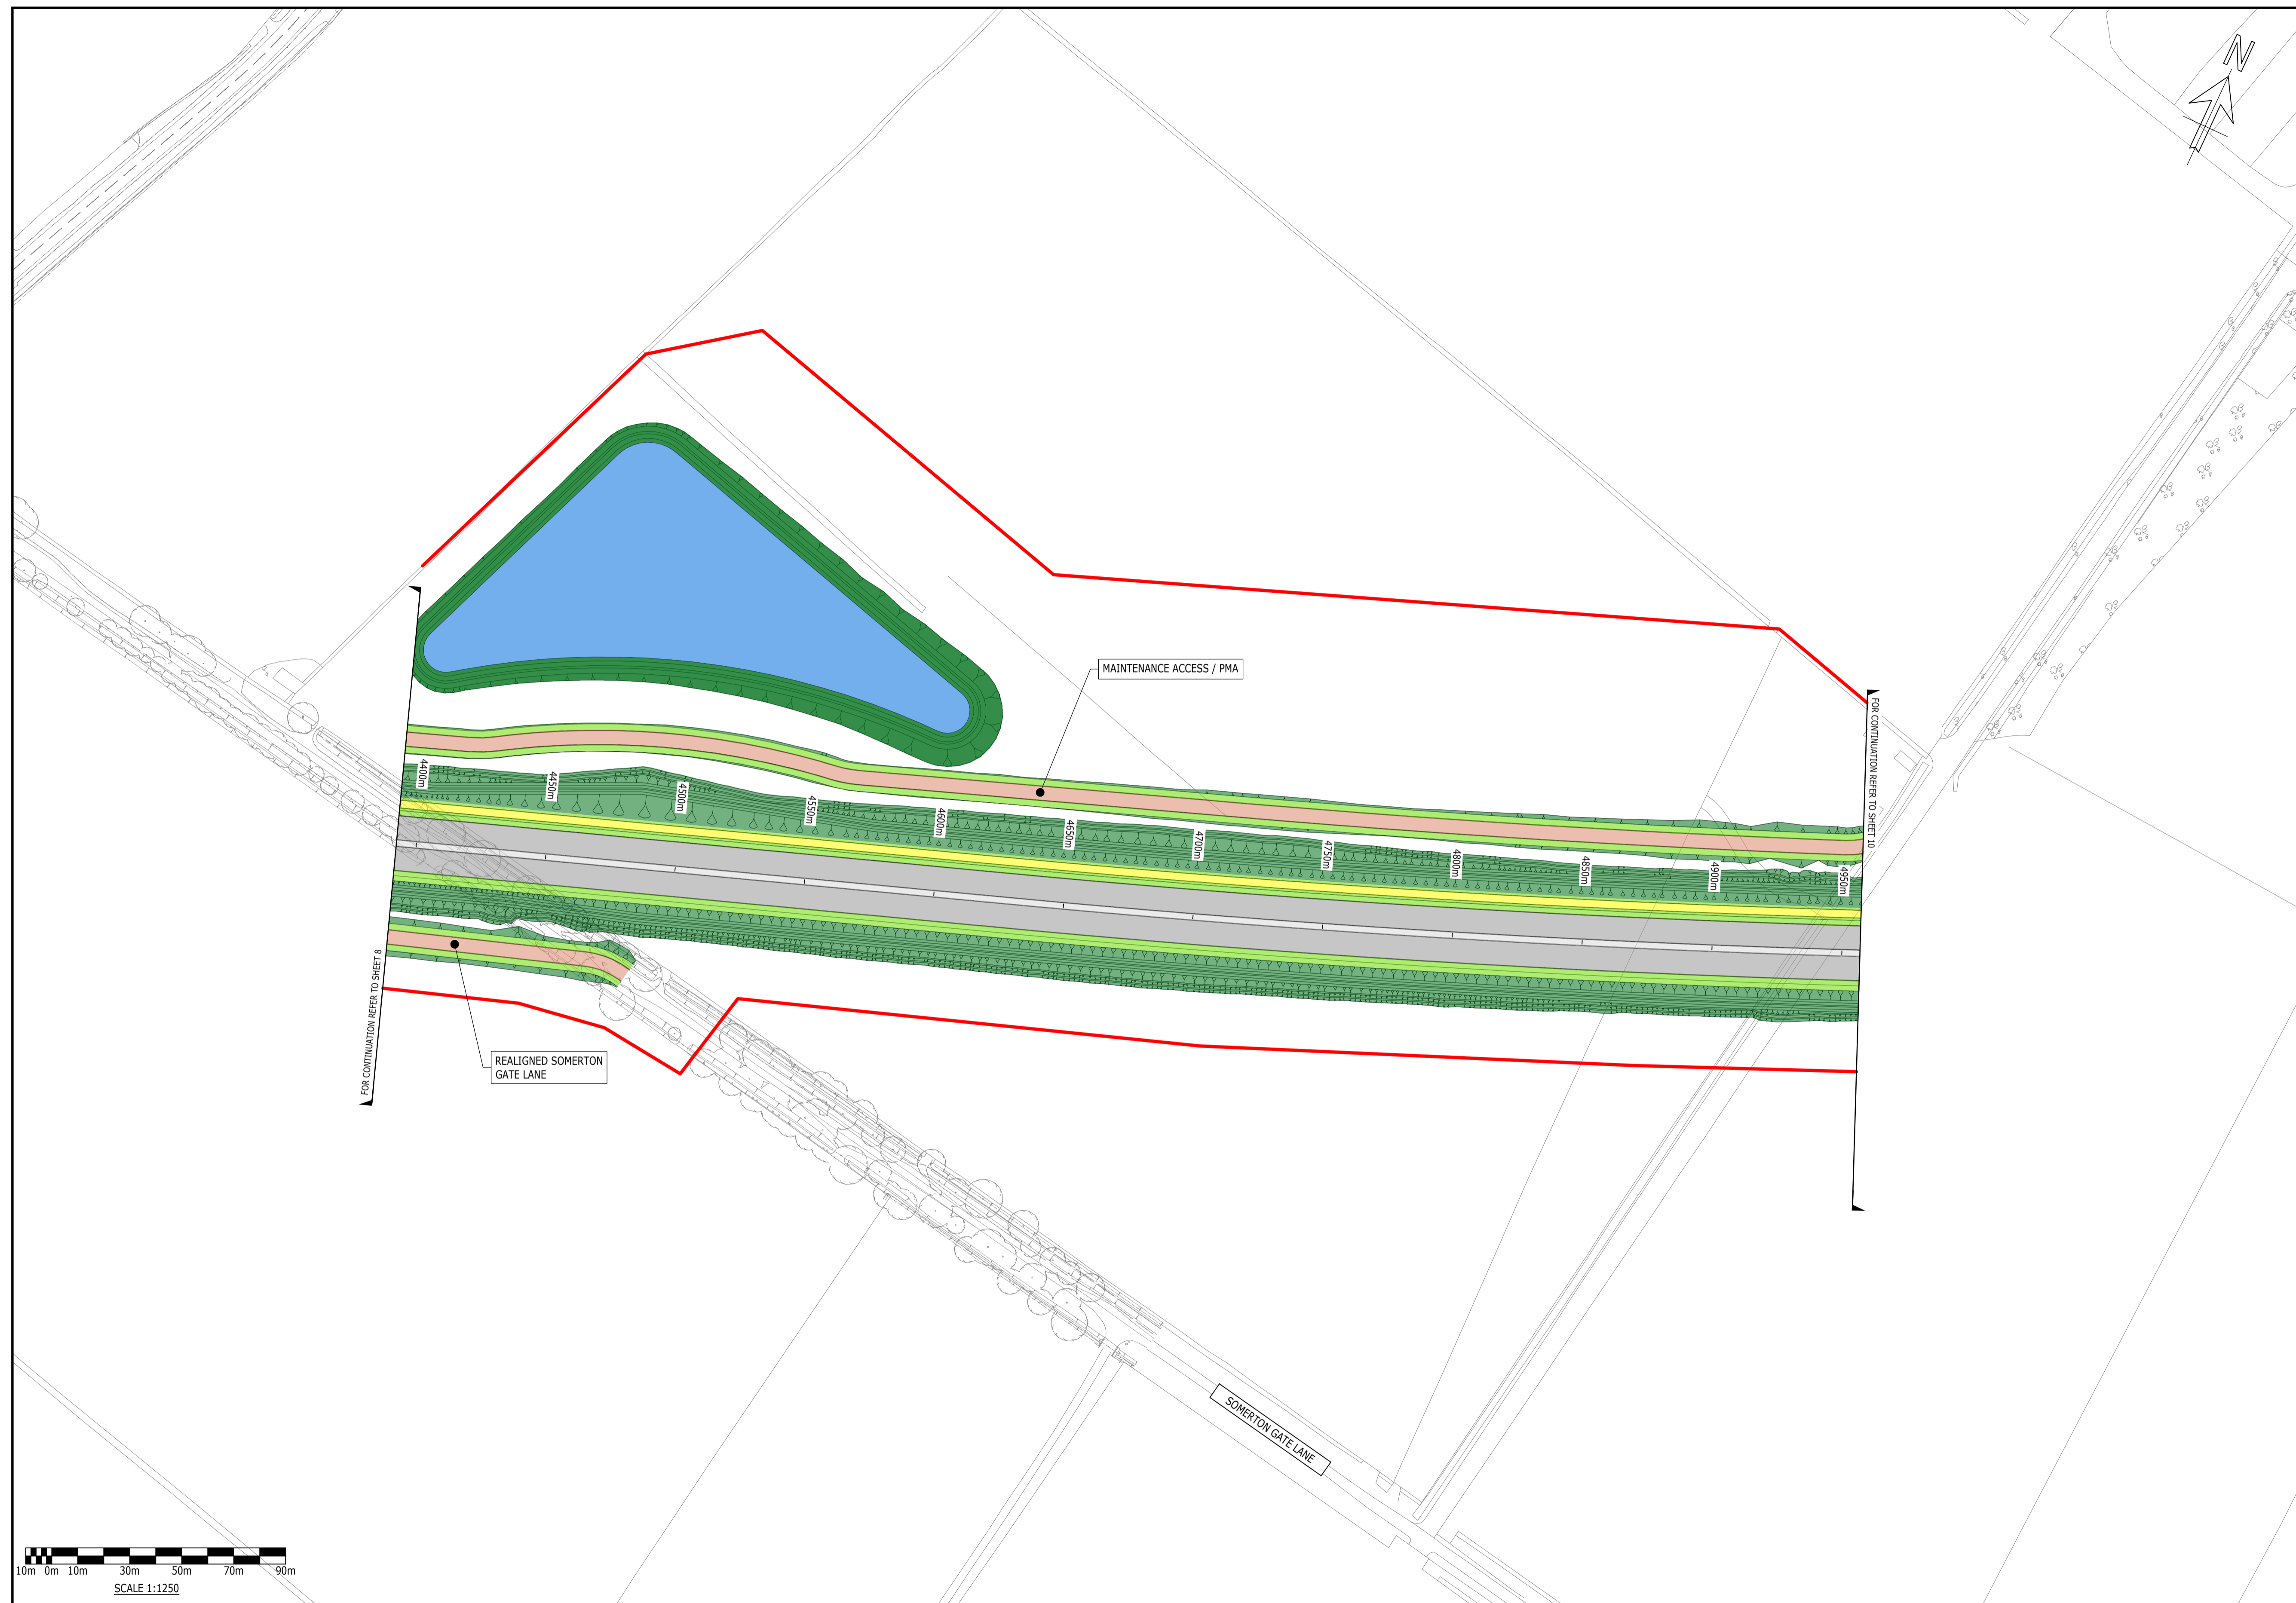 N
MAINTENANCE ACCESS / PMA
FOR CONTINUATION REFER TO SHEET 10
4400m
4450m
4500m
4550m
4600m
4650m
4700m
4750m
4800m
4850m
4900m
4950m
FOR CONTINUATION REFER TO SHEET 8
REALIGNED SOMERTON
GATE LANE
SOMERTON GATE LANE
10m 0m 10m 30m 50m 70m 90m
SCALE 1:1250